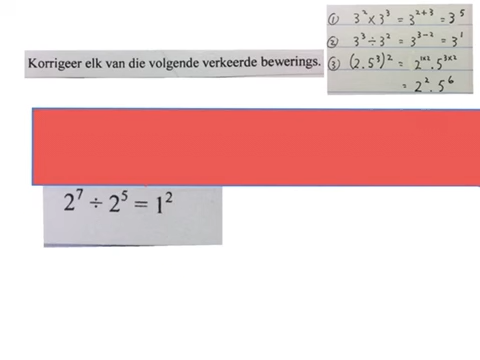 ① 3² × 3³ = 3²⁺³ = 3⁵
② 3³ ÷ 3² = 3³⁻² = 3¹
③ (2.5³)² = 2¹ˣ².5³ˣ²
= 2².5⁶
Korrigeer elk van die volgende verkeerde bewerings.
2⁷ ÷ 2⁵ = 1²